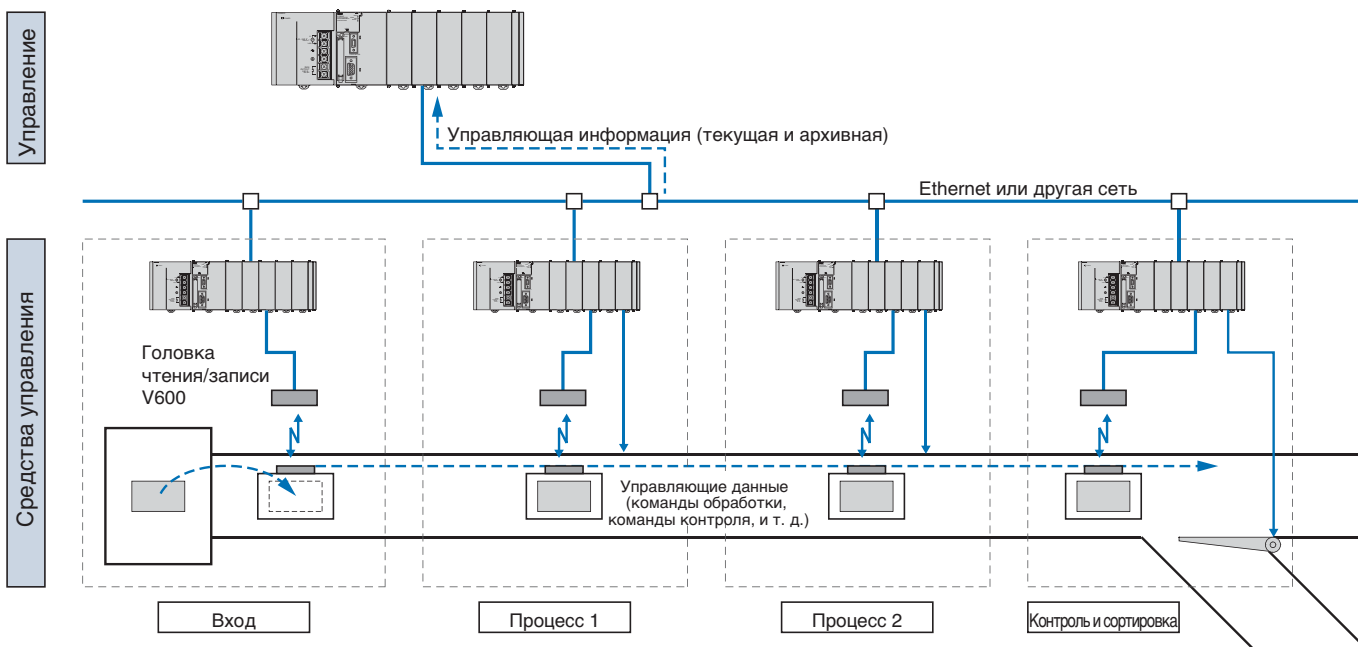 Управление
Управляющая информация (текущая и архивная)
Ethernet или другая сеть
Средства управления
Головка
чтения/записи
V600
Управляющие данные
(команды обработки,
команды контроля, и т. д.)
Вход
Процесс 1
Процесс 2
Контроль и сортировка